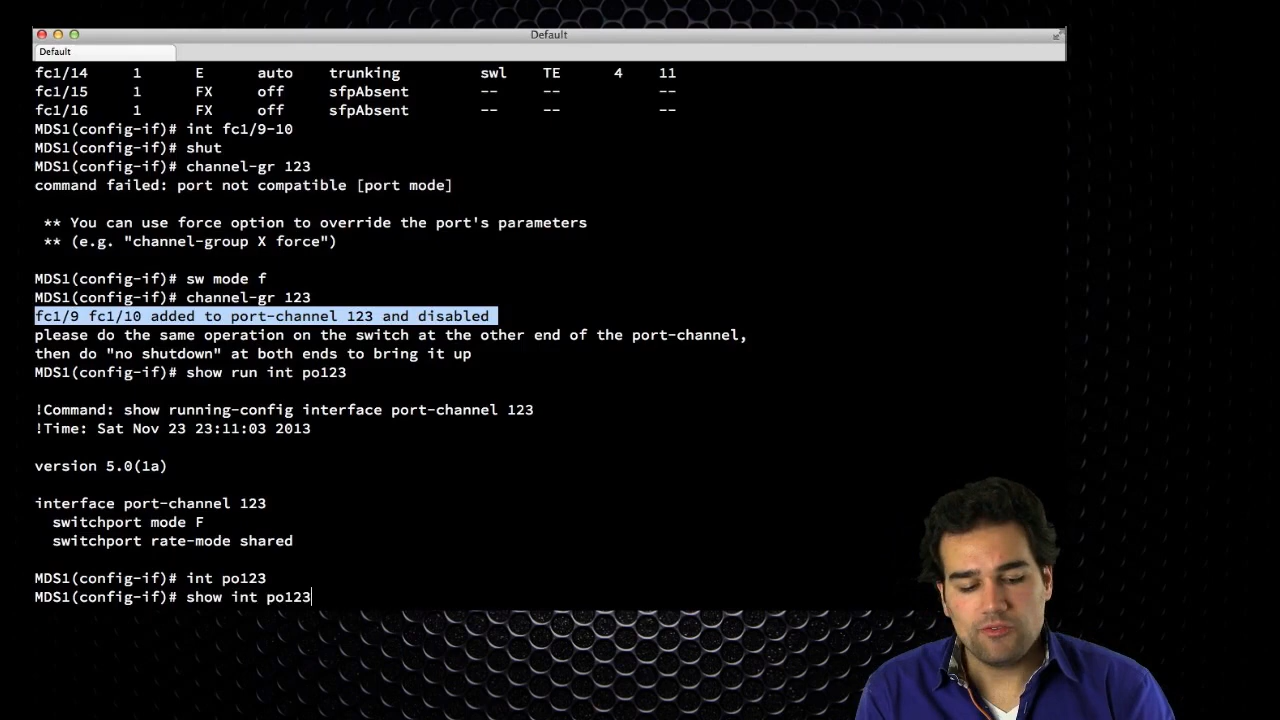 Default
Default
fc1/14 1 E auto trunking swl TE 4 11
fc1/15 1 FX off sfpAbsent -- -- --
fc1/16 1 FX off sfpAbsent -- -- --
MDS1(config-if)# int fc1/9-10
MDS1(config-if)# shut
MDS1(config-if)# channel-gr 123
command failed: port not compatible [port mode]
** You can use force option to override the port's parameters
** (e.g. "channel-group X force")
MDS1(config-if)# sw mode f
MDS1(config-if)# channel-gr 123
fc1/9 fc1/10 added to port-channel 123 and disabled
please do the same operation on the switch at the other end of the port-channel,
then do "no shutdown" at both ends to bring it up
MDS1(config-if)# show run int po123
!Command: show running-config interface port-channel 123
!Time: Sat Nov 23 23:11:03 2013
version 5.0(1a)
interface port-channel 123
switchport mode F
switchport rate-mode shared
MDS1(config-if)# int po123
MDS1(config-if)# show int po123